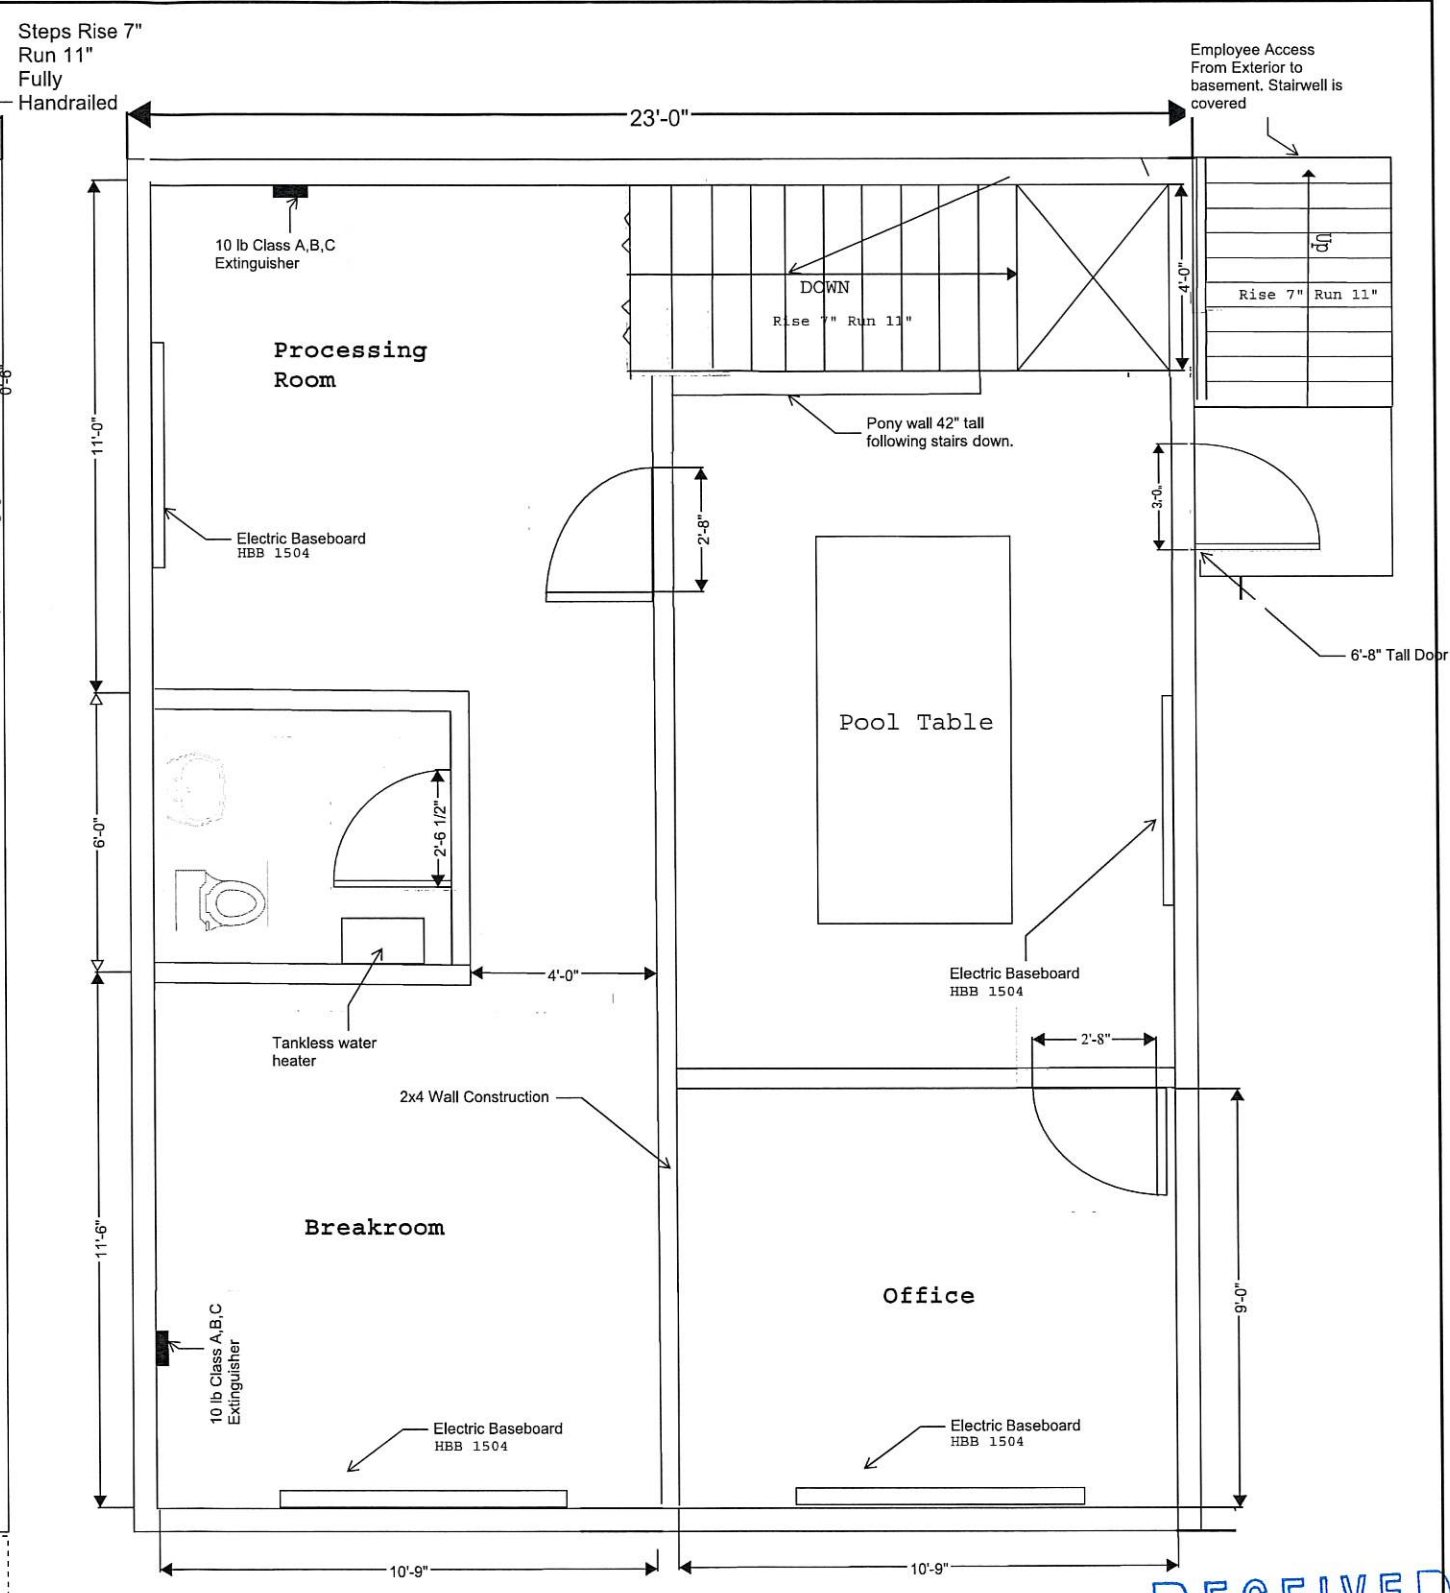 Steps Rise 7"
Run 11"
Fully
Handrailed
Employee Access
From Exterior to
basement. Stairwell is
covered
23'-0"
10 lb Class A,B,C
Extinguisher
DOWN
Rise 7" Run 11"
4'-0"
Up
Rise 7" Run 11"
Processing
Room
11'-0"
Pony wall 42" tall
following stairs down.
Electric Baseboard
HBB 1504
2'-8"
3'-0"
6'-8" Tall Door
Pool Table
6'-0"
2'-6 1/2"
4'-0"
Electric Baseboard
HBB 1504
Tankless water
heater
2'-8"
2x4 Wall Construction
Breakroom
11'-6"
Office
9'-0"
10 lb Class A,B,C
Extinguisher
Electric Baseboard
HBB 1504
Electric Baseboard
HBB 1504
10'-9"
10'-9"
RECEIVED